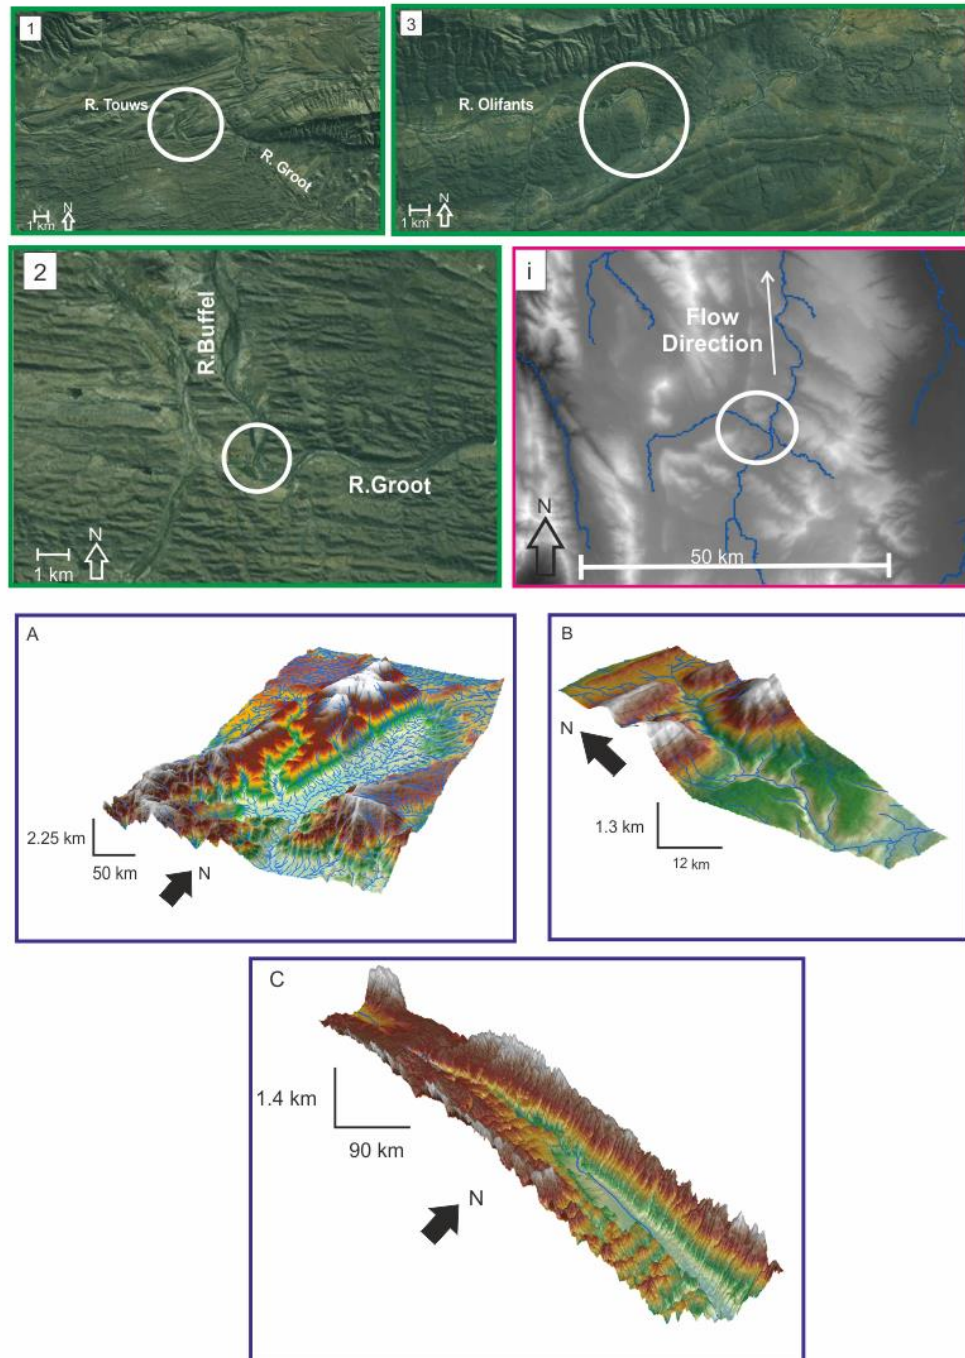 1
R. Touws
R. Groot
N
1 km
3
R. Olifants
N
1 km
2
R.Buffel
R.Groot
N
1 km
i
Flow
Direction
N
50 km
A
2.25 km
50 km
N
B
N
1.3 km
12 km
C
1.4 km
90 km
N